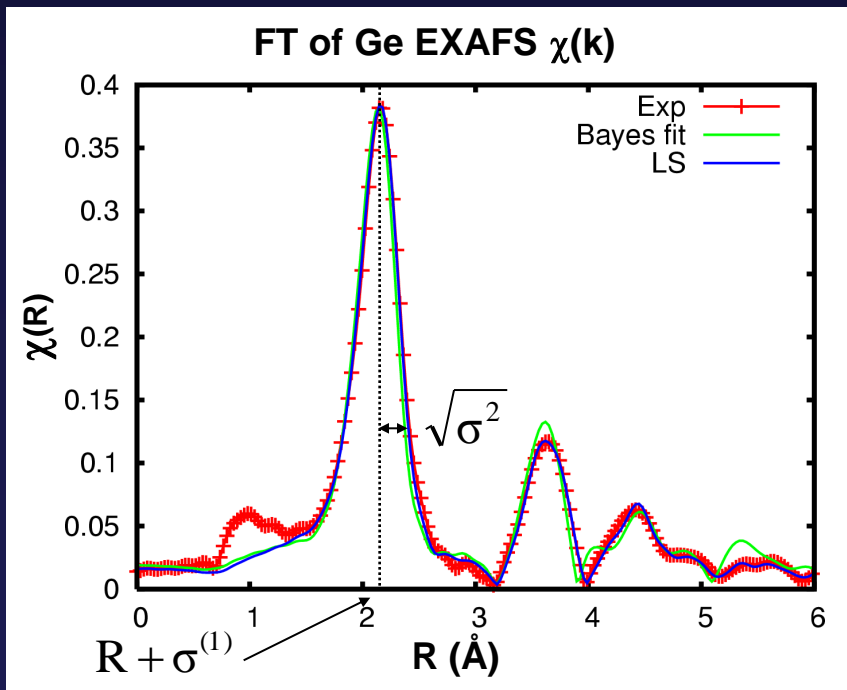 FT of Ge EXAFS χ(k)
0.4
0.35
0.3
0.25
0.2
0.15
0.1
0.05
0
χ(R)
Exp
Bayes fit
LS
√σ²
0 1 2 3 4 5 6
R (Å)
R + σ⁽¹⁾